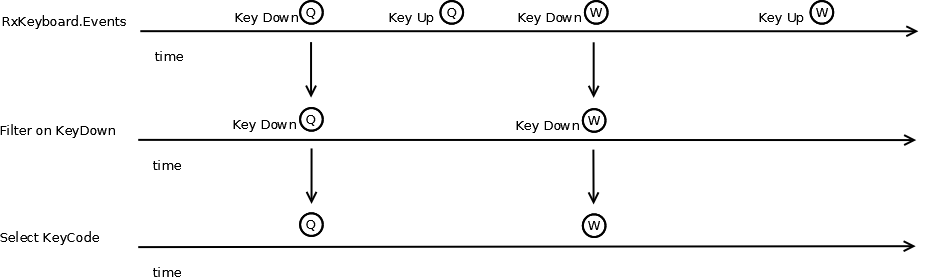 RxKeyboard.Events Key Down Q Key Up Q Key Down W Key Up W
time
Filter on KeyDown Key Down Q Key Down W
time
Select KeyCode Q W
time